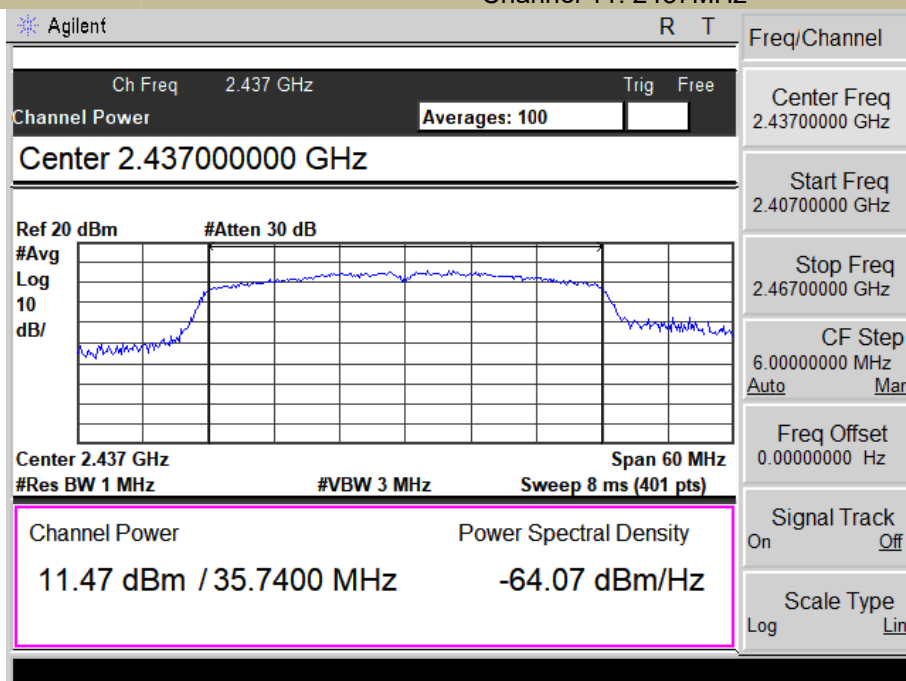 Agilent R T
Ch Freq 2.437 GHz Trig Free
Channel Power Averages: 100
Center 2.437000000 GHz
Ref 20 dBm #Atten 30 dB
#Avg
Log
10
dB/
Center 2.437 GHz Span 60 MHz
#Res BW 1 MHz #VBW 3 MHz Sweep 8 ms (401 pts)
Channel Power Power Spectral Density
11.47 dBm / 35.7400 MHz -64.07 dBm/Hz
Freq/Channel
Center Freq
2.43700000 GHz
Start Freq
2.40700000 GHz
Stop Freq
2.46700000 GHz
CF Step
6.00000000 MHz
Auto Man
Freq Offset
0.00000000 Hz
Signal Track
On Off
Scale Type
Log Lin